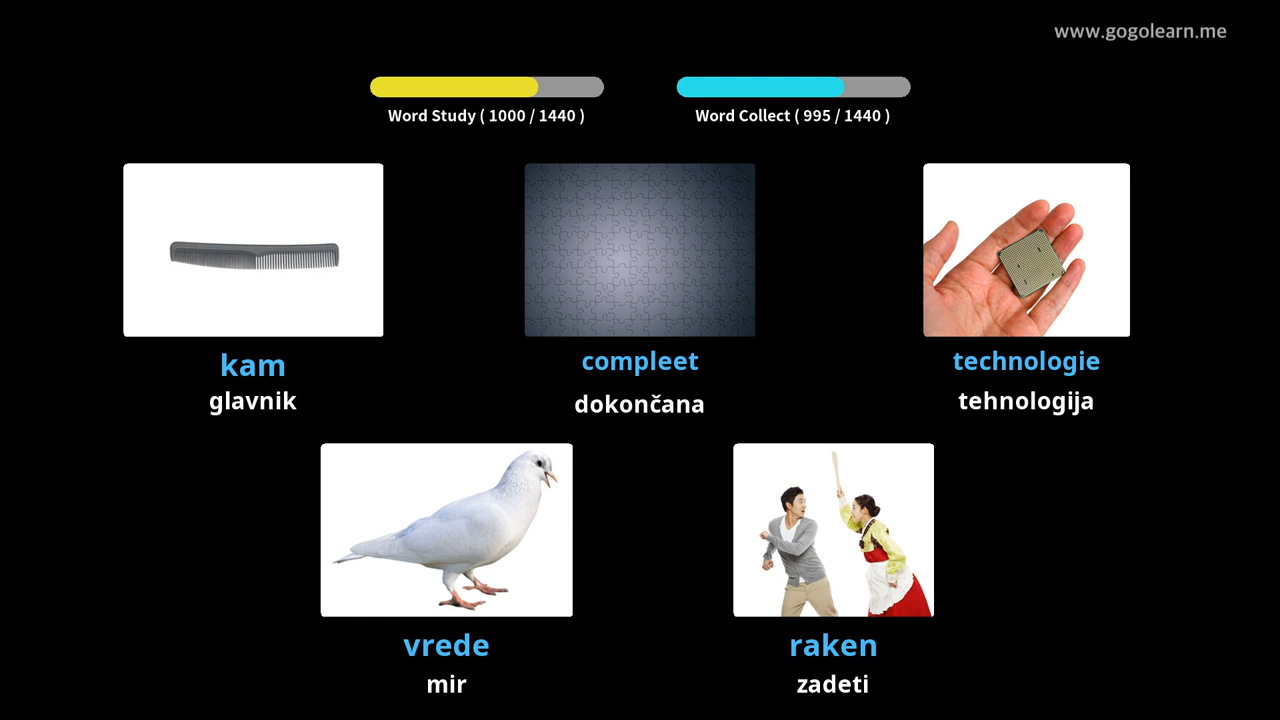 www.gogolearn.me
Word Study ( 1000 / 1440 )
Word Collect ( 995 / 1440 )
kam
glavnik
compleet
dokončana
technologie
tehnologija
vrede
mir
raken
zadeti